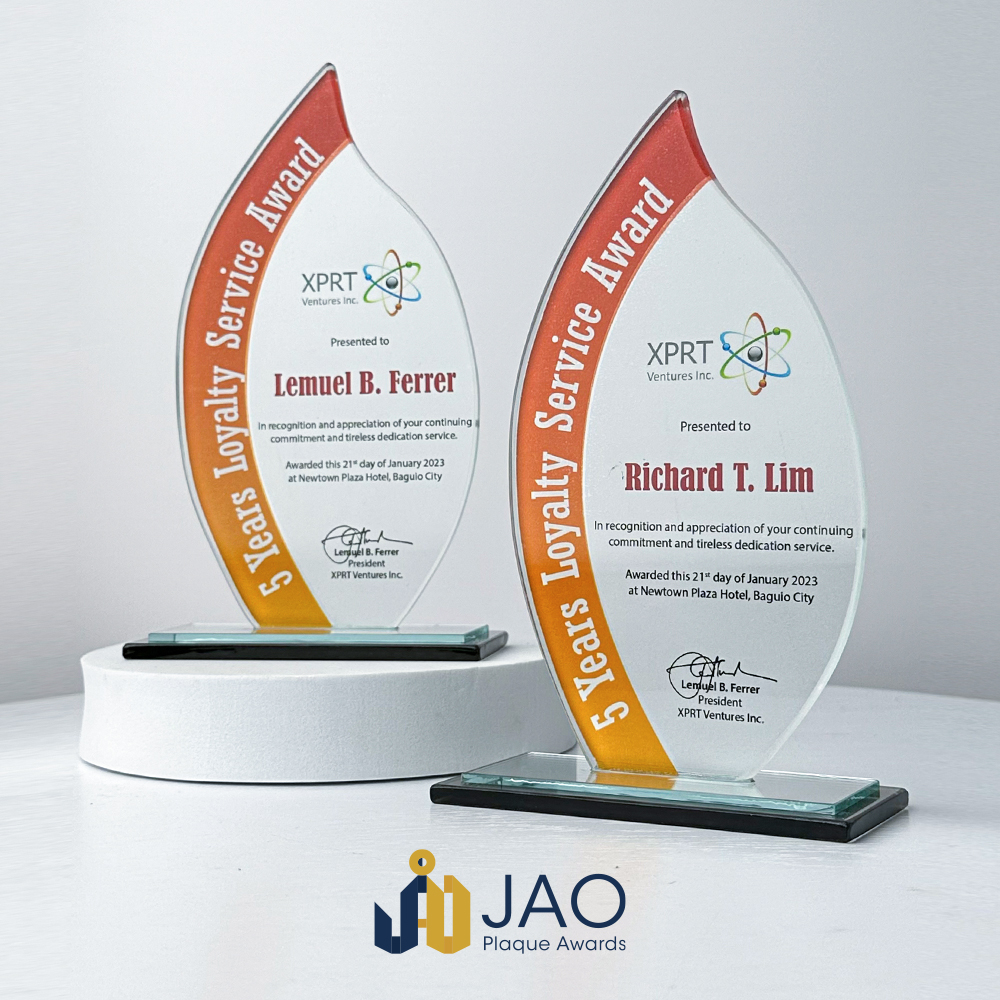 5 Years Loyalty Service Award
XPRT
Ventures Inc.
Presented to
Lemuel B. Ferrer
In recognition and appreciation of your continuing
commitment and tireless dedication service.
Awarded this 21st day of January 2023
at Newtown Plaza Hotel, Baguio City
Lemuel B. Ferrer
President
XPRT Ventures Inc.
5 Years Loyalty Service Award
XPRT
Ventures Inc.
Presented to
Richard T. Lim
In recognition and appreciation of your continuing
commitment and tireless dedication service.
Awarded this 21st day of January 2023
at Newtown Plaza Hotel, Baguio City
Lemuel B. Ferrer
President
XPRT Ventures Inc.
JAO
Plaque Awards